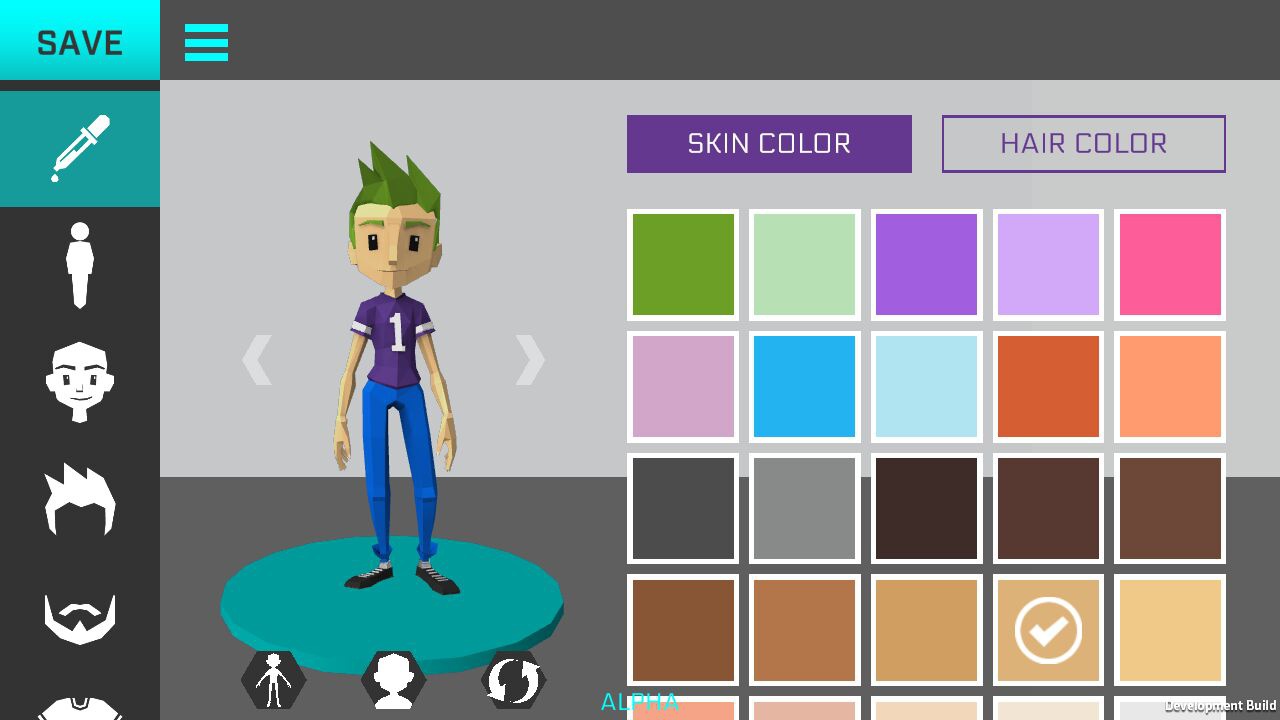 SAVE
SKIN COLOR
HAIR COLOR
1
ALPHA
Development Build